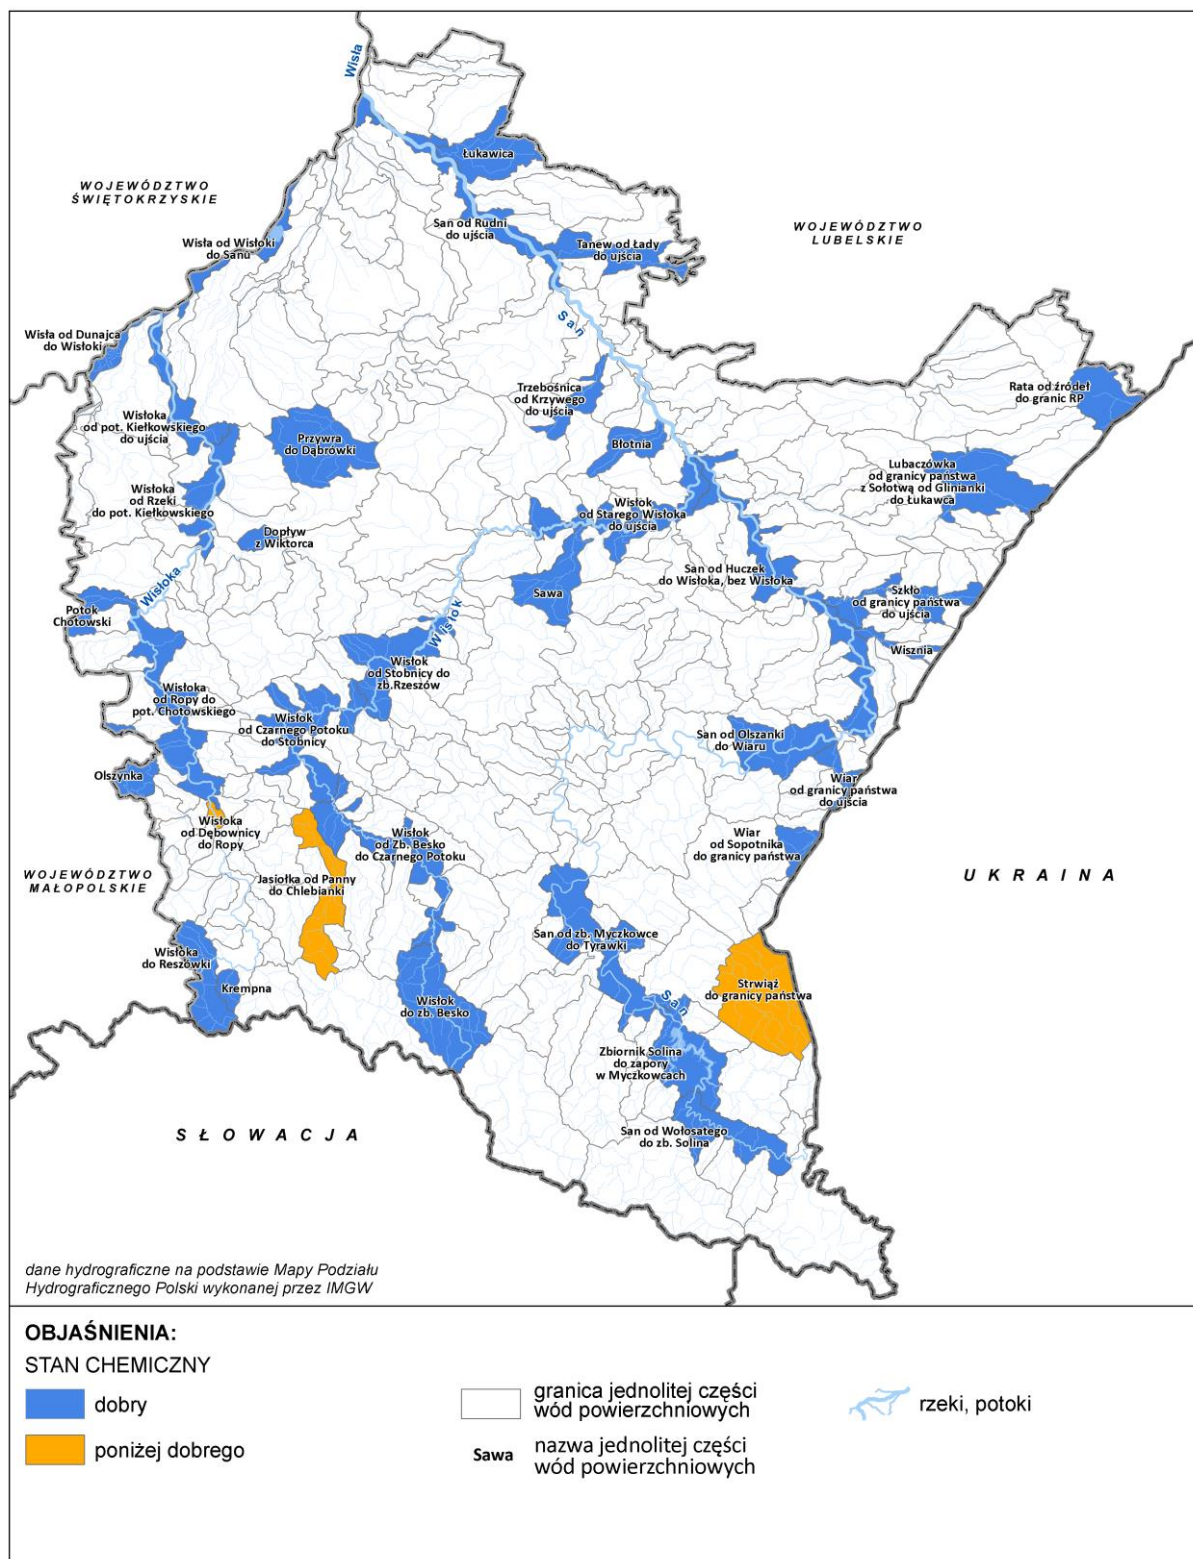 Wisła
Łukawica
WOJEWÓDZTWO
ŚWIĘTOKRZYSKIE
San od Rudni
do ujścia
WOJEWÓDZTWO
LUBELSKIE
Wisła od Wisłoki
do Sanu
Tanew od Łady
do ujścia
San
Wisła od Dunajca
do Wisłoki
Trzebośnica
od Krzywego
do ujścia
Rata od źródeł
do granic RP
Wisłoka
od pot. Kiełkowskiego
do ujścia
Przywra
do Dąbrówki
Błotnia
Lubaczówka
od granicy państwa
z Sołotwą od Glinianki
do Łukawca
Wisłoka
od Rzeki
do pot. Kiełkowskiego
Wisłok
od Starego Wisłoka
do ujścia
Dopływ
z Wiktorca
San od Huczek
do Wisłoka, bez Wisłoka
Wisłoka
Sawa
Szkło
od granicy państwa
do ujścia
Potok
Chotowski
Wisłok
Wisznia
Wisłok
od Stobnicy do
zb.Rzeszów
Wisłoka
od Ropy do
pot. Chotowskiego
Wisłok
od Czarnego Potoku
do Stobnicy
San od Olszanki
do Wiaru
Olszynka
Wiar
od granicy państwa
do ujścia
Wisłoka
od Dębownicy
do Ropy
Wisłok
od Zb. Besko
do Czarnego Potoku
Wiar
od Sopotnika
do granicy państwa
WOJEWÓDZTWO
MAŁOPOLSKIE
Jasiołka od Panny
do Chlebianki
UKRAINA
San od zb. Myczkowce
do Tyrawki
Wisłoka
do Reszówki
Krempna
Wisłok
do zb. Besko
Strwiąż
do granicy państwa
San
Zbiornik Solina
do zapory
w Myczkowcach
SŁOWACJA
San od Wołosatego
do zb. Solina
dane hydrograficzne na podstawie Mapy Podziału
Hydrograficznego Polski wykonanej przez IMGW
OBJAŚNIENIA:
STAN CHEMICZNY
dobry
poniżej dobrego
granica jednolitej części
wód powierzchniowych
Sawa
nazwa jednolitej części
wód powierzchniowych
rzeki, potoki